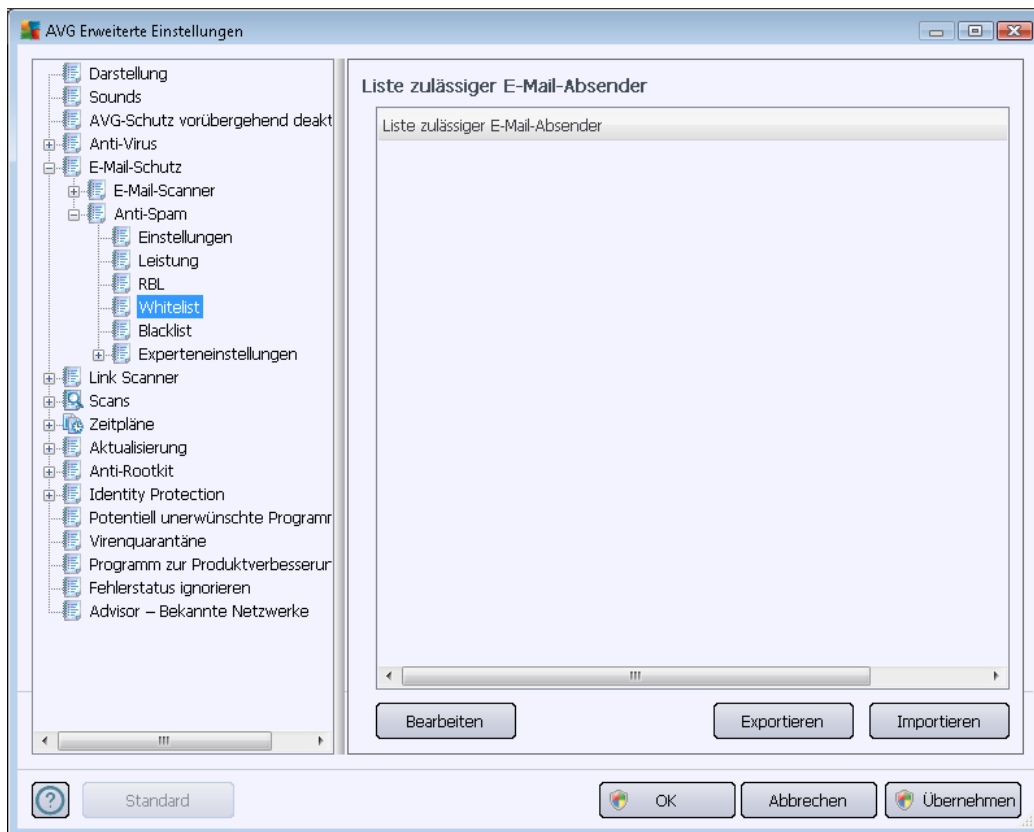 AVG Erweiterte Einstellungen
Darstellung
Sounds
AVG-Schutz vorübergehend deakt
Anti-Virus
E-Mail-Schutz
E-Mail-Scanner
Anti-Spam
Einstellungen
Leistung
RBL
Whitelist
Blacklist
Experteneinstellungen
Link Scanner
Scans
Zeitpläne
Aktualisierung
Anti-Rootkit
Identity Protection
Potentiell unerwünschte Programr
Virenquarantäne
Programm zur Produktverbesserur
Fehlerstatus ignorieren
Advisor – Bekannte Netzwerke
Liste zulässiger E-Mail-Absender
Liste zulässiger E-Mail-Absender
Bearbeiten
Exportieren
Importieren
Standard
OK
Abbrechen
Übernehmen